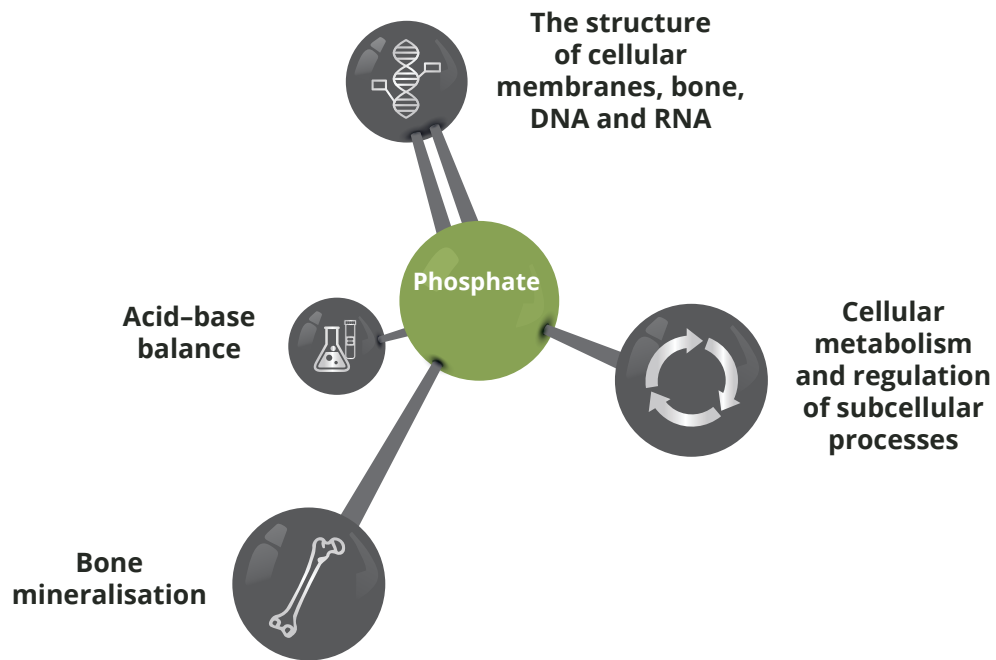 The structure
of cellular
membranes, bone,
DNA and RNA
Phosphate
Acid–base
balance
Cellular
metabolism
and regulation
of subcellular
processes
Bone
mineralisation